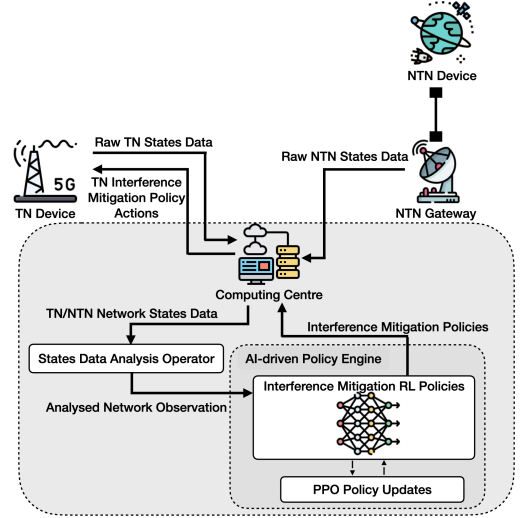 NTN Device
Raw TN States Data
Raw NTN States Data
5G
TN Interference
Mitigation Policy
Actions
TN Device
NTN Gateway
Computing Centre
TN/NTN Network States Data
Interference Mitigation Policies
States Data Analysis Operator
AI-driven Policy Engine
Interference Mitigation RL Policies
Analysed Network Observation
PPO Policy Updates